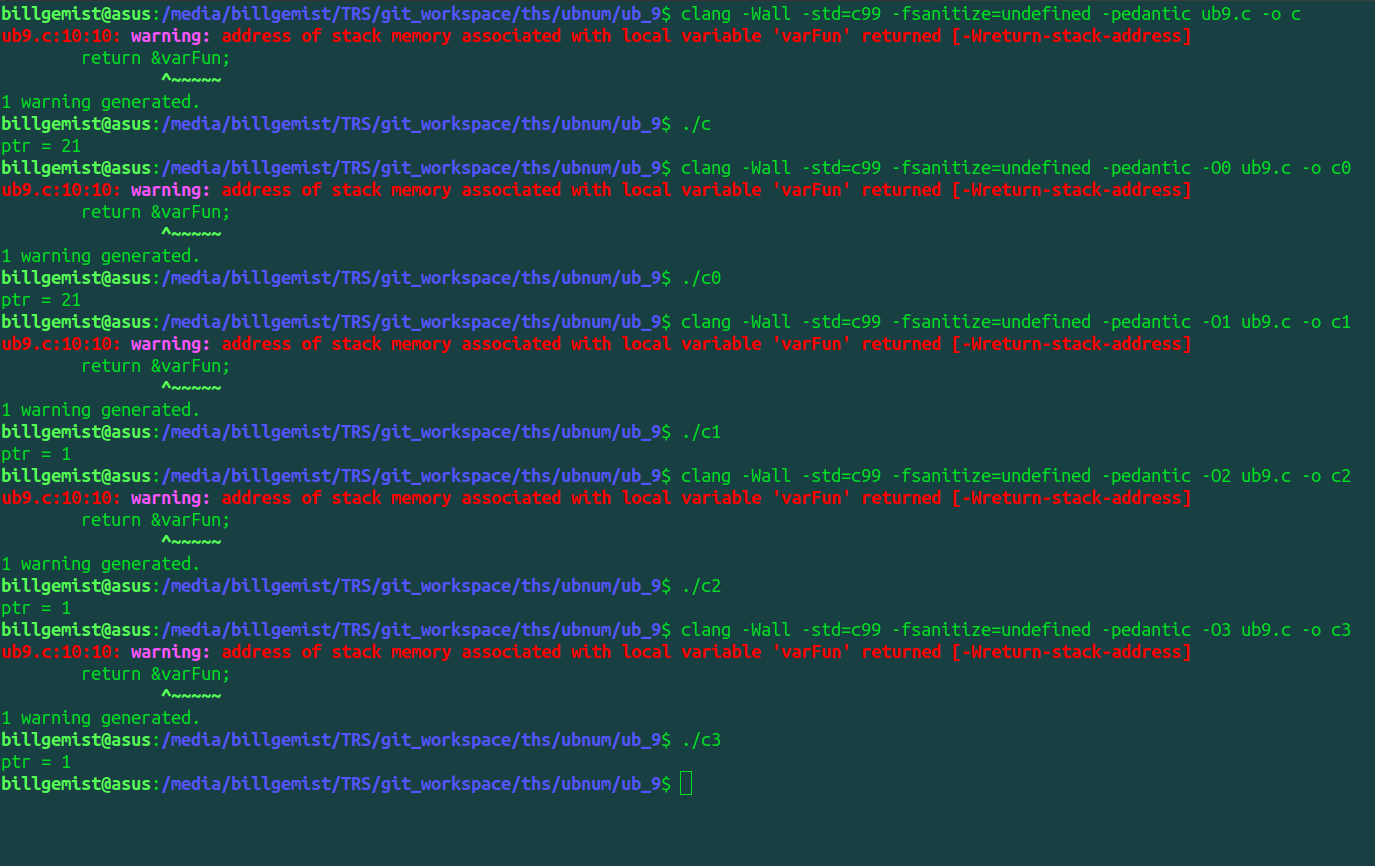 billgemist@asus:/media/billgemist/TRS/git_workspace/ths/ubnum/ub_9$ clang -Wall -std=c99 -fsanitize=undefined -pedantic ub9.c -o c
ub9.c:10:10: warning: address of stack memory associated with local variable 'varFun' returned [-Wreturn-stack-address]
        return &varFun;
                ^~~~~~
1 warning generated.
billgemist@asus:/media/billgemist/TRS/git_workspace/ths/ubnum/ub_9$ ./c
ptr = 21
billgemist@asus:/media/billgemist/TRS/git_workspace/ths/ubnum/ub_9$ clang -Wall -std=c99 -fsanitize=undefined -pedantic -O0 ub9.c -o c0
ub9.c:10:10: warning: address of stack memory associated with local variable 'varFun' returned [-Wreturn-stack-address]
        return &varFun;
                ^~~~~~
1 warning generated.
billgemist@asus:/media/billgemist/TRS/git_workspace/ths/ubnum/ub_9$ ./c0
ptr = 21
billgemist@asus:/media/billgemist/TRS/git_workspace/ths/ubnum/ub_9$ clang -Wall -std=c99 -fsanitize=undefined -pedantic -O1 ub9.c -o c1
ub9.c:10:10: warning: address of stack memory associated with local variable 'varFun' returned [-Wreturn-stack-address]
        return &varFun;
                ^~~~~~
1 warning generated.
billgemist@asus:/media/billgemist/TRS/git_workspace/ths/ubnum/ub_9$ ./c1
ptr = 1
billgemist@asus:/media/billgemist/TRS/git_workspace/ths/ubnum/ub_9$ clang -Wall -std=c99 -fsanitize=undefined -pedantic -O2 ub9.c -o c2
ub9.c:10:10: warning: address of stack memory associated with local variable 'varFun' returned [-Wreturn-stack-address]
        return &varFun;
                ^~~~~~
1 warning generated.
billgemist@asus:/media/billgemist/TRS/git_workspace/ths/ubnum/ub_9$ ./c2
ptr = 1
billgemist@asus:/media/billgemist/TRS/git_workspace/ths/ubnum/ub_9$ clang -Wall -std=c99 -fsanitize=undefined -pedantic -O3 ub9.c -o c3
ub9.c:10:10: warning: address of stack memory associated with local variable 'varFun' returned [-Wreturn-stack-address]
        return &varFun;
                ^~~~~~
1 warning generated.
billgemist@asus:/media/billgemist/TRS/git_workspace/ths/ubnum/ub_9$ ./c3
ptr = 1
billgemist@asus:/media/billgemist/TRS/git_workspace/ths/ubnum/ub_9$